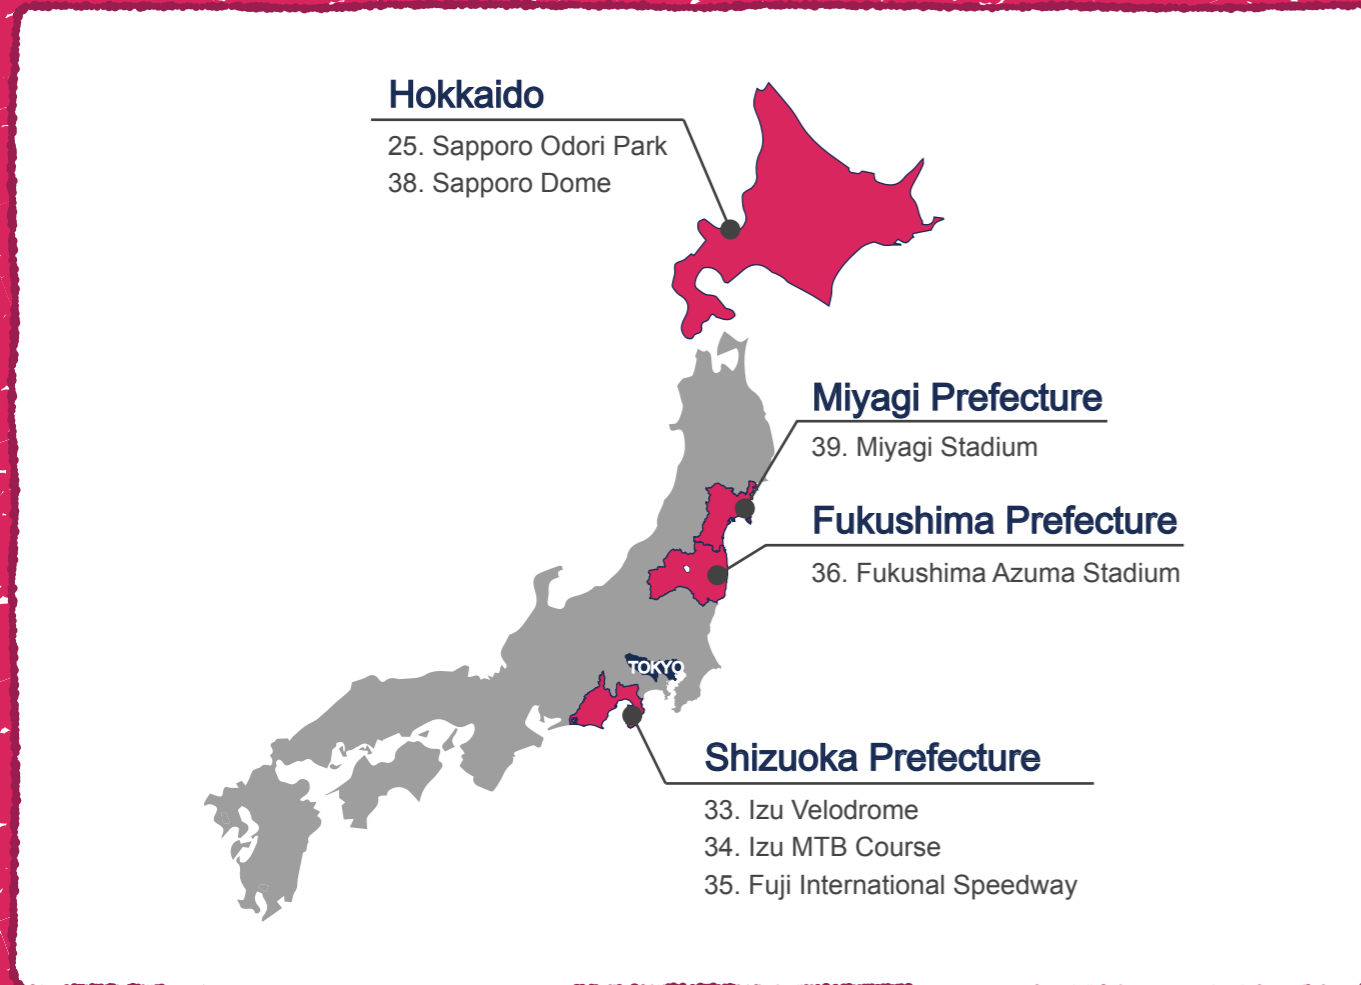 Hokkaido
25. Sapporo Odori Park
38. Sapporo Dome
Miyagi Prefecture
39. Miyagi Stadium
Fukushima Prefecture
36. Fukushima Azuma Stadium
TOKYO
Shizuoka Prefecture
33. Izu Velodrome
34. Izu MTB Course
35. Fuji International Speedway